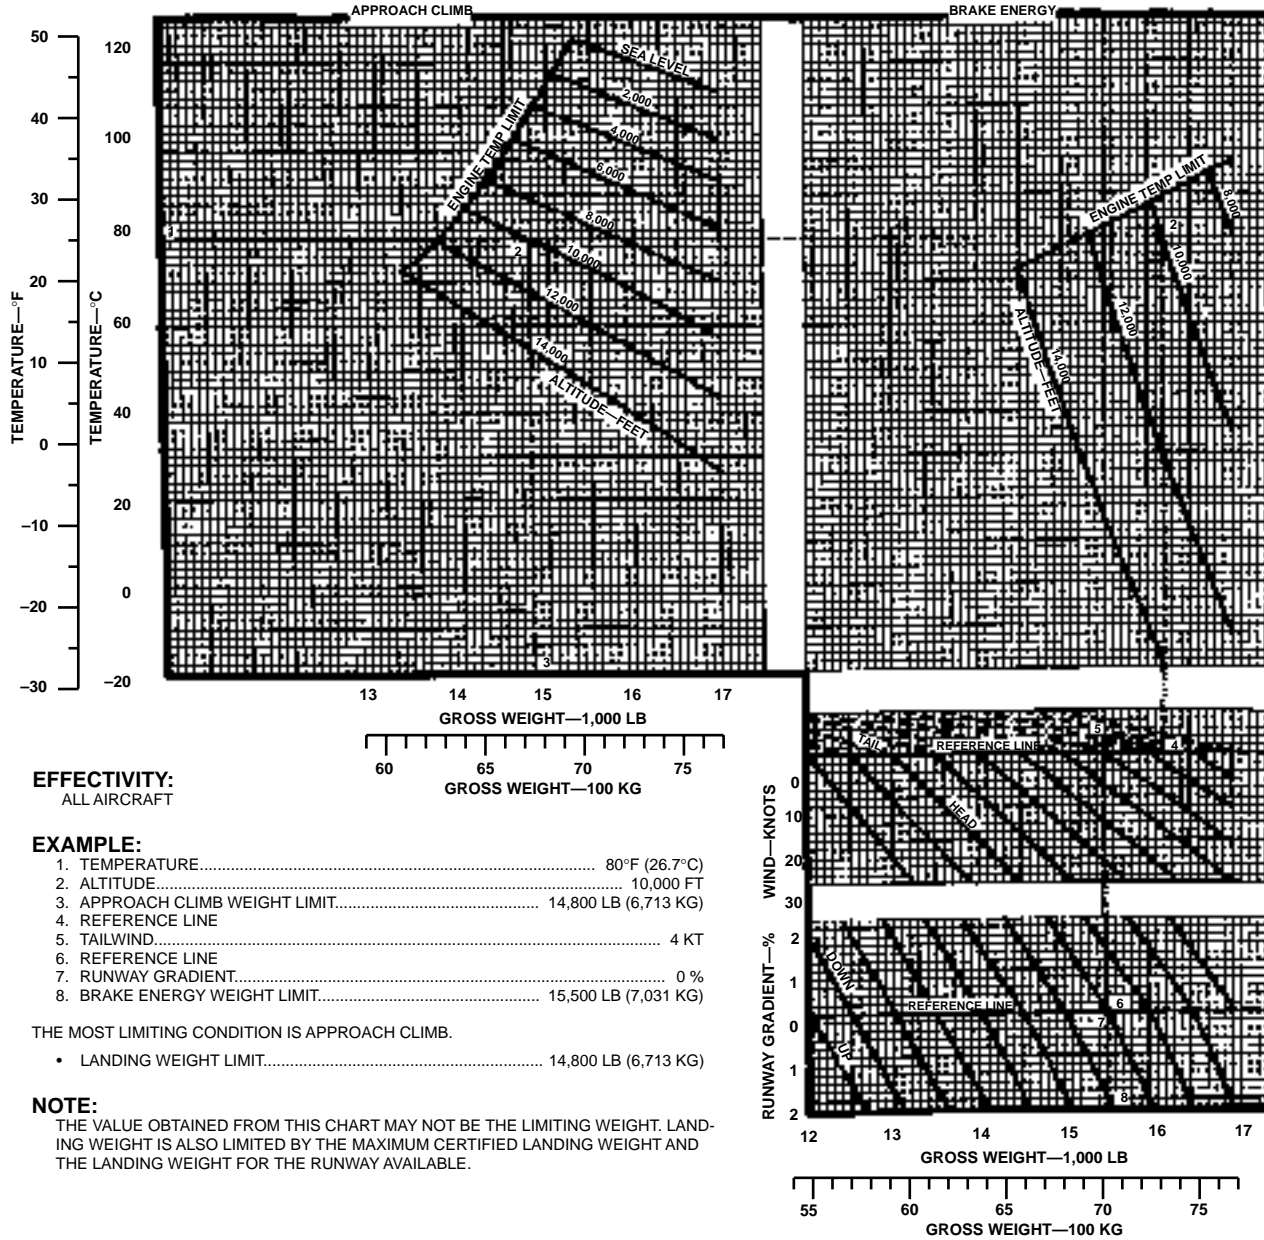 APPROACH CLIMB
BRAKE ENERGY
50
40
30
20
10
0
–10
–20
–30
TEMPERATURE—°F
120
100
80
60
40
20
0
–20
TEMPERATURE—°C
SEA LEVEL
2,000
4,000
6,000
8,000
10,000
12,000
14,000
ENGINE TEMP LIMIT
ALTITUDE—FEET
1
2
3
ENGINE TEMP LIMIT
8,000
2
10,000
12,000
14,000
ALTITUDE—FEET
13 14 15 16 17
GROSS WEIGHT—1,000 LB
60 65 70 75
GROSS WEIGHT—100 KG
EFFECTIVITY:
ALL AIRCRAFT
EXAMPLE:
1. TEMPERATURE 80°F (26.7°C)
2. ALTITUDE 10,000 FT
3. APPROACH CLIMB WEIGHT LIMIT 14,800 LB (6,713 KG)
4. REFERENCE LINE
5. TAILWIND 4 KT
6. REFERENCE LINE
7. RUNWAY GRADIENT 0 %
8. BRAKE ENERGY WEIGHT LIMIT 15,500 LB (7,031 KG)
THE MOST LIMITING CONDITION IS APPROACH CLIMB.
• LANDING WEIGHT LIMIT 14,800 LB (6,713 KG)
NOTE:
THE VALUE OBTAINED FROM THIS CHART MAY NOT BE THE LIMITING WEIGHT. LAND-
ING WEIGHT IS ALSO LIMITED BY THE MAXIMUM CERTIFIED LANDING WEIGHT AND
THE LANDING WEIGHT FOR THE RUNWAY AVAILABLE.
WIND—KNOTS
0
10
20
30
TAIL
REFERENCE LINE
5
4
HEAD
RUNWAY GRADIENT—%
2
1
0
1
2
DOWN
REFERENCE LINE
6
7
UP
8
12 13 14 15 16 17
GROSS WEIGHT—1,000 LB
55 60 65 70 75
GROSS WEIGHT—100 KG